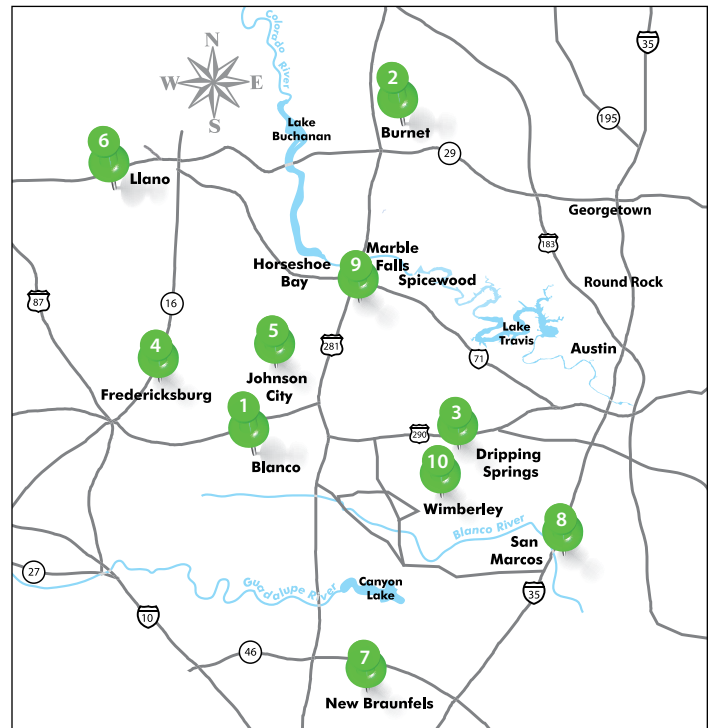 Colorado River
35
N
W E
S
2
Burnet
Lake
Buchanan
195
6
Llano
29
Georgetown
183
Marble
Falls
Horseshoe
Bay
9
Spicewood
Round Rock
87
16
Lake
Travis
5
Johnson
City
281
71
Austin
4
Fredericksburg
1
Blanco
3
290
Dripping
Springs
10
Wimberley
Blanco River
8
San
Marcos
27
Guadalupe River
Canyon
Lake
35
10
46
7
New Braunfels